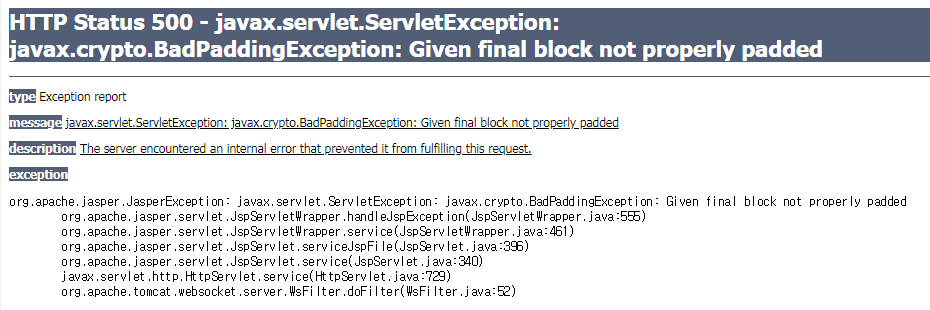 HTTP Status 500 - javax.servlet.ServletException:
javax.crypto.BadPaddingException: Given final block not properly padded
type Exception report
message javax.servlet.ServletException: javax.crypto.BadPaddingException: Given final block not properly padded
description The server encountered an internal error that prevented it from fulfilling this request.
exception
org.apache.jasper.JasperException: javax.servlet.ServletException: javax.crypto.BadPaddingException: Given final block not properly padded
org.apache.jasper.servlet.JspServletWrapper.handleJspException(JspServletWrapper.java:555)
org.apache.jasper.servlet.JspServletWrapper.service(JspServletWrapper.java:461)
org.apache.jasper.servlet.JspServlet.serviceJspFile(JspServlet.java:396)
org.apache.jasper.servlet.JspServlet.service(JspServlet.java:340)
javax.servlet.http.HttpServlet.service(HttpServlet.java:729)
org.apache.tomcat.websocket.server.WsFilter.doFilter(WsFilter.java:52)